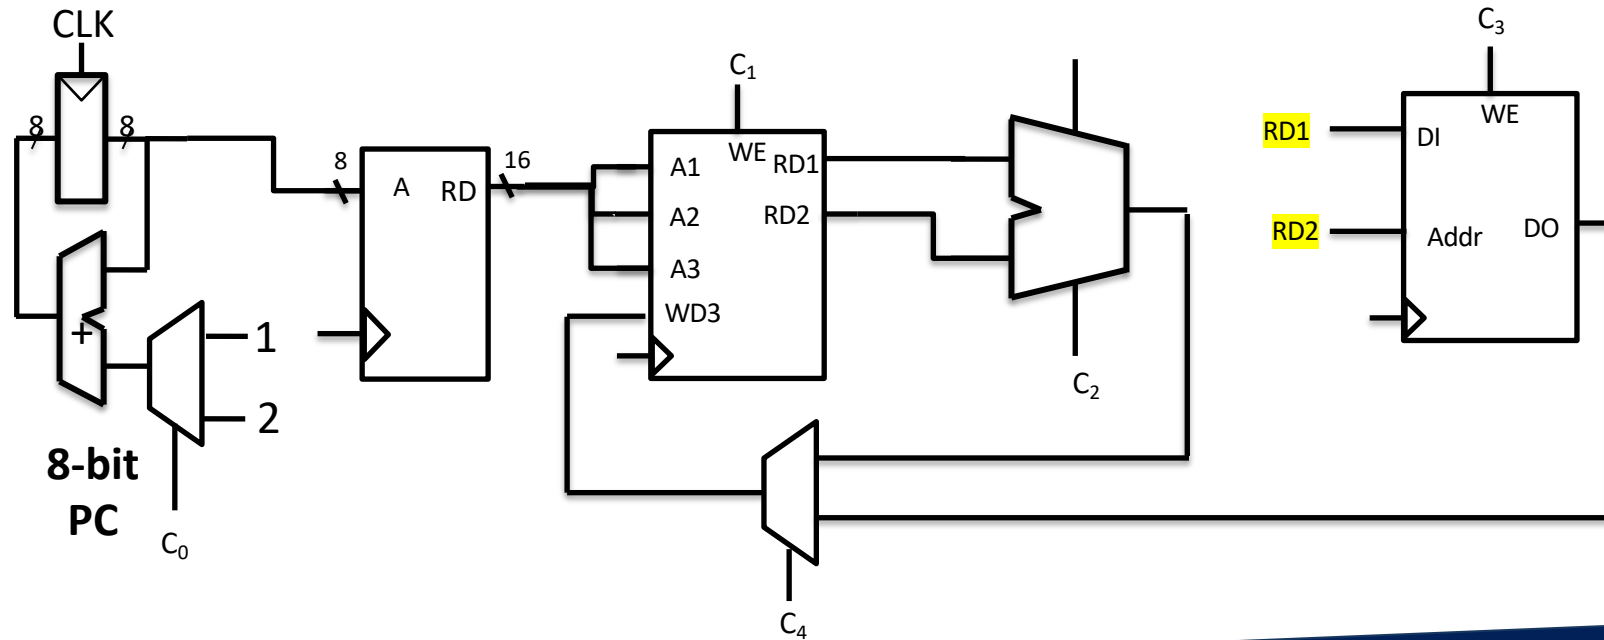 CLK
8
8
+
1
2
8-bit
PC
C₀
8
A
RD
16
C₁
WE
A1
A2
A3
WD3
RD1
RD2
C₂
C₄
RD1
RD2
C₃
WE
DI
Addr
DO